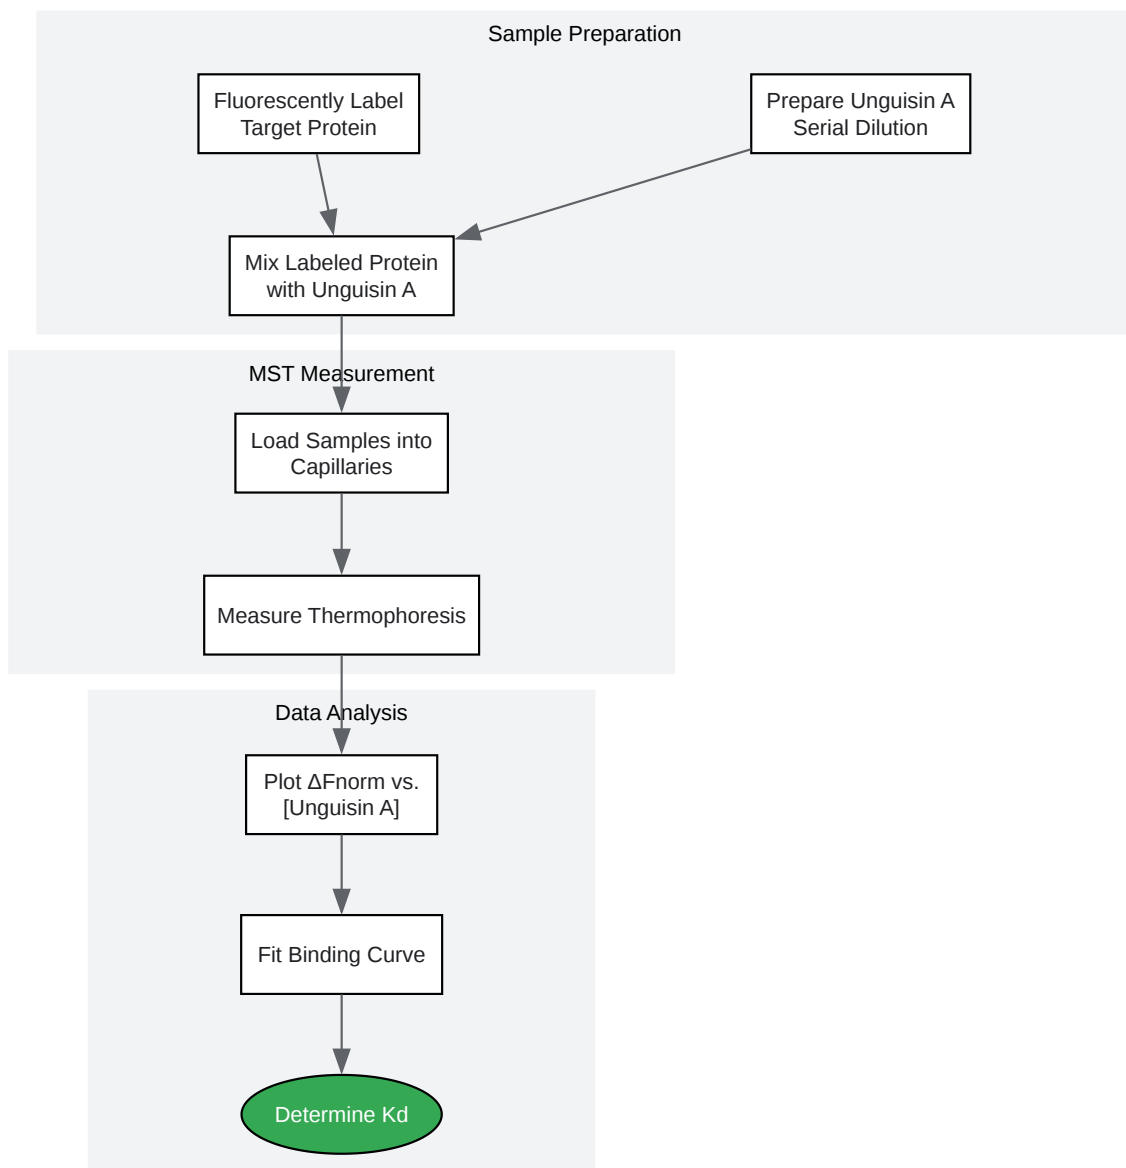 Sample Preparation
Fluorescently Label
Target Protein
Prepare Unguisin A
Serial Dilution
Mix Labeled Protein
with Unguisin A
MST Measurement
Load Samples into
Capillaries
Measure Thermophoresis
Data Analysis
Plot ΔFnorm vs.
[Unguisin A]
Fit Binding Curve
Determine Kd